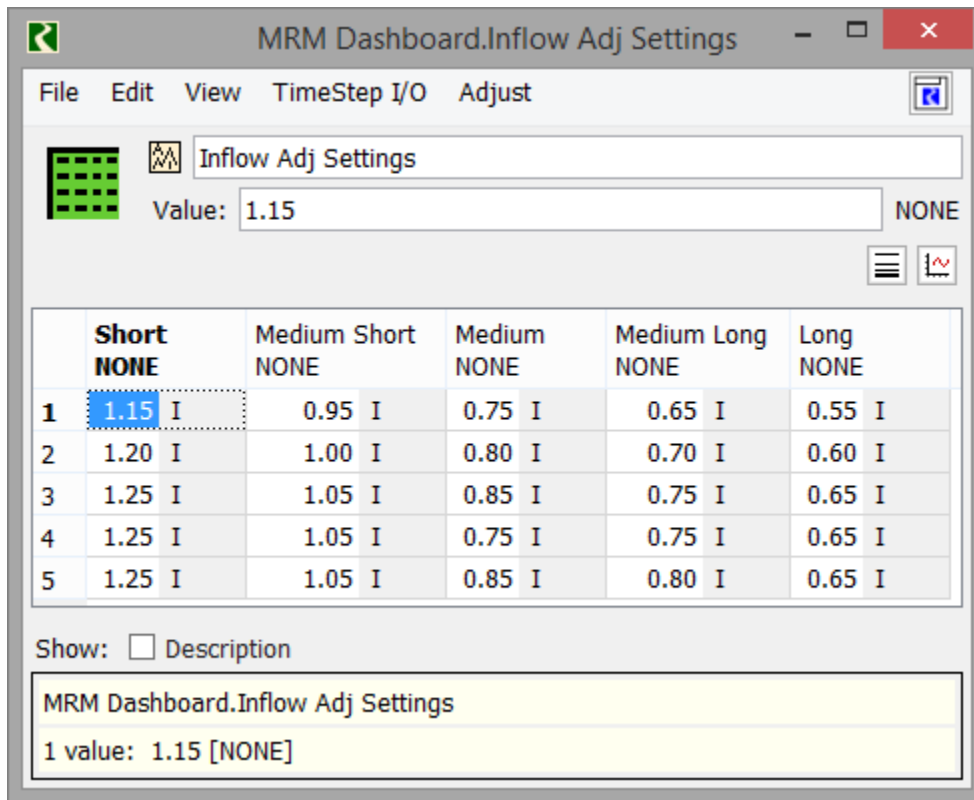 MRM Dashboard.Inflow Adj Settings
File Edit View TimeStep I/O Adjust
Inflow Adj Settings
Value: 1.15 NONE
Short Medium Short Medium Medium Long Long
NONE NONE NONE NONE NONE
1 1.15 I 0.95 I 0.75 I 0.65 I 0.55 I
2 1.20 I 1.00 I 0.80 I 0.70 I 0.60 I
3 1.25 I 1.05 I 0.85 I 0.75 I 0.65 I
4 1.25 I 1.05 I 0.75 I 0.75 I 0.65 I
5 1.25 I 1.05 I 0.85 I 0.80 I 0.65 I
Show: Description
MRM Dashboard.Inflow Adj Settings
1 value: 1.15 [NONE]